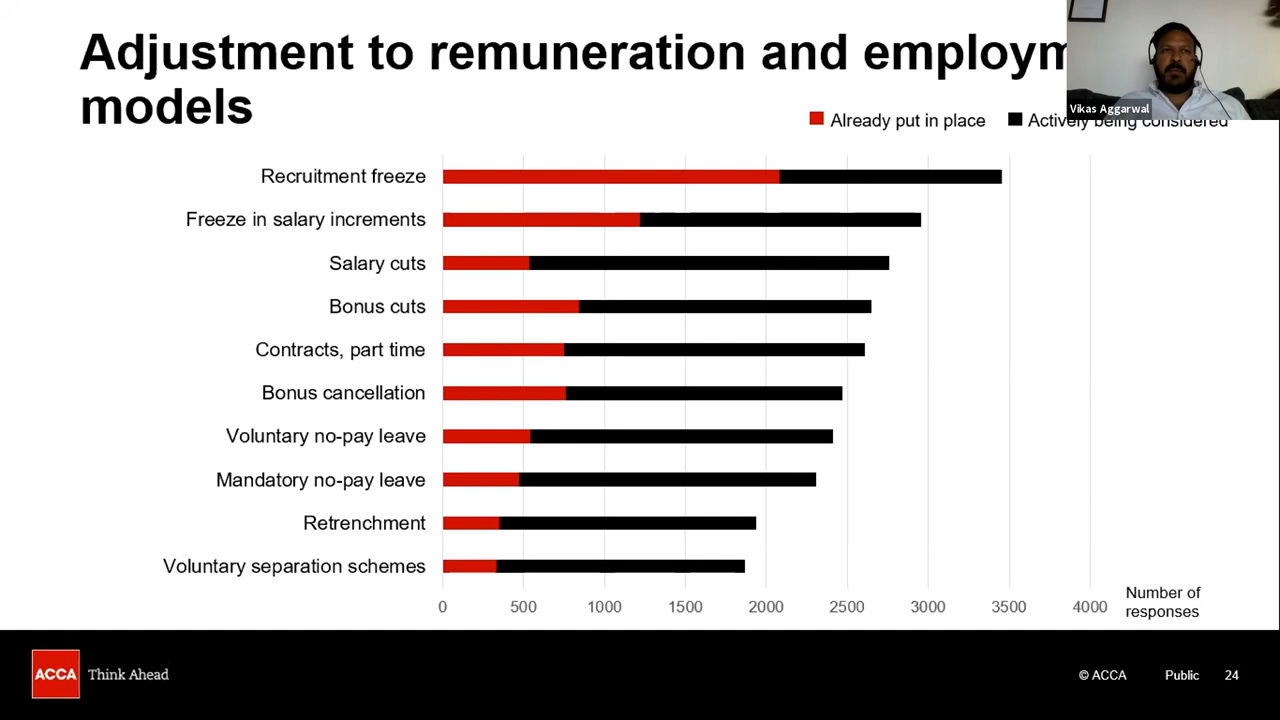 Adjustment to remuneration and employm
models
Vikas Aggarwal
Already put in place
Actively being considered
Recruitment freeze
Freeze in salary increments
Salary cuts
Bonus cuts
Contracts, part time
Bonus cancellation
Voluntary no-pay leave
Mandatory no-pay leave
Retrenchment
Voluntary separation schemes
0 500 1000 1500 2000 2500 3000 3500 4000
Number of
responses
ACCA Think Ahead
© ACCA Public 24